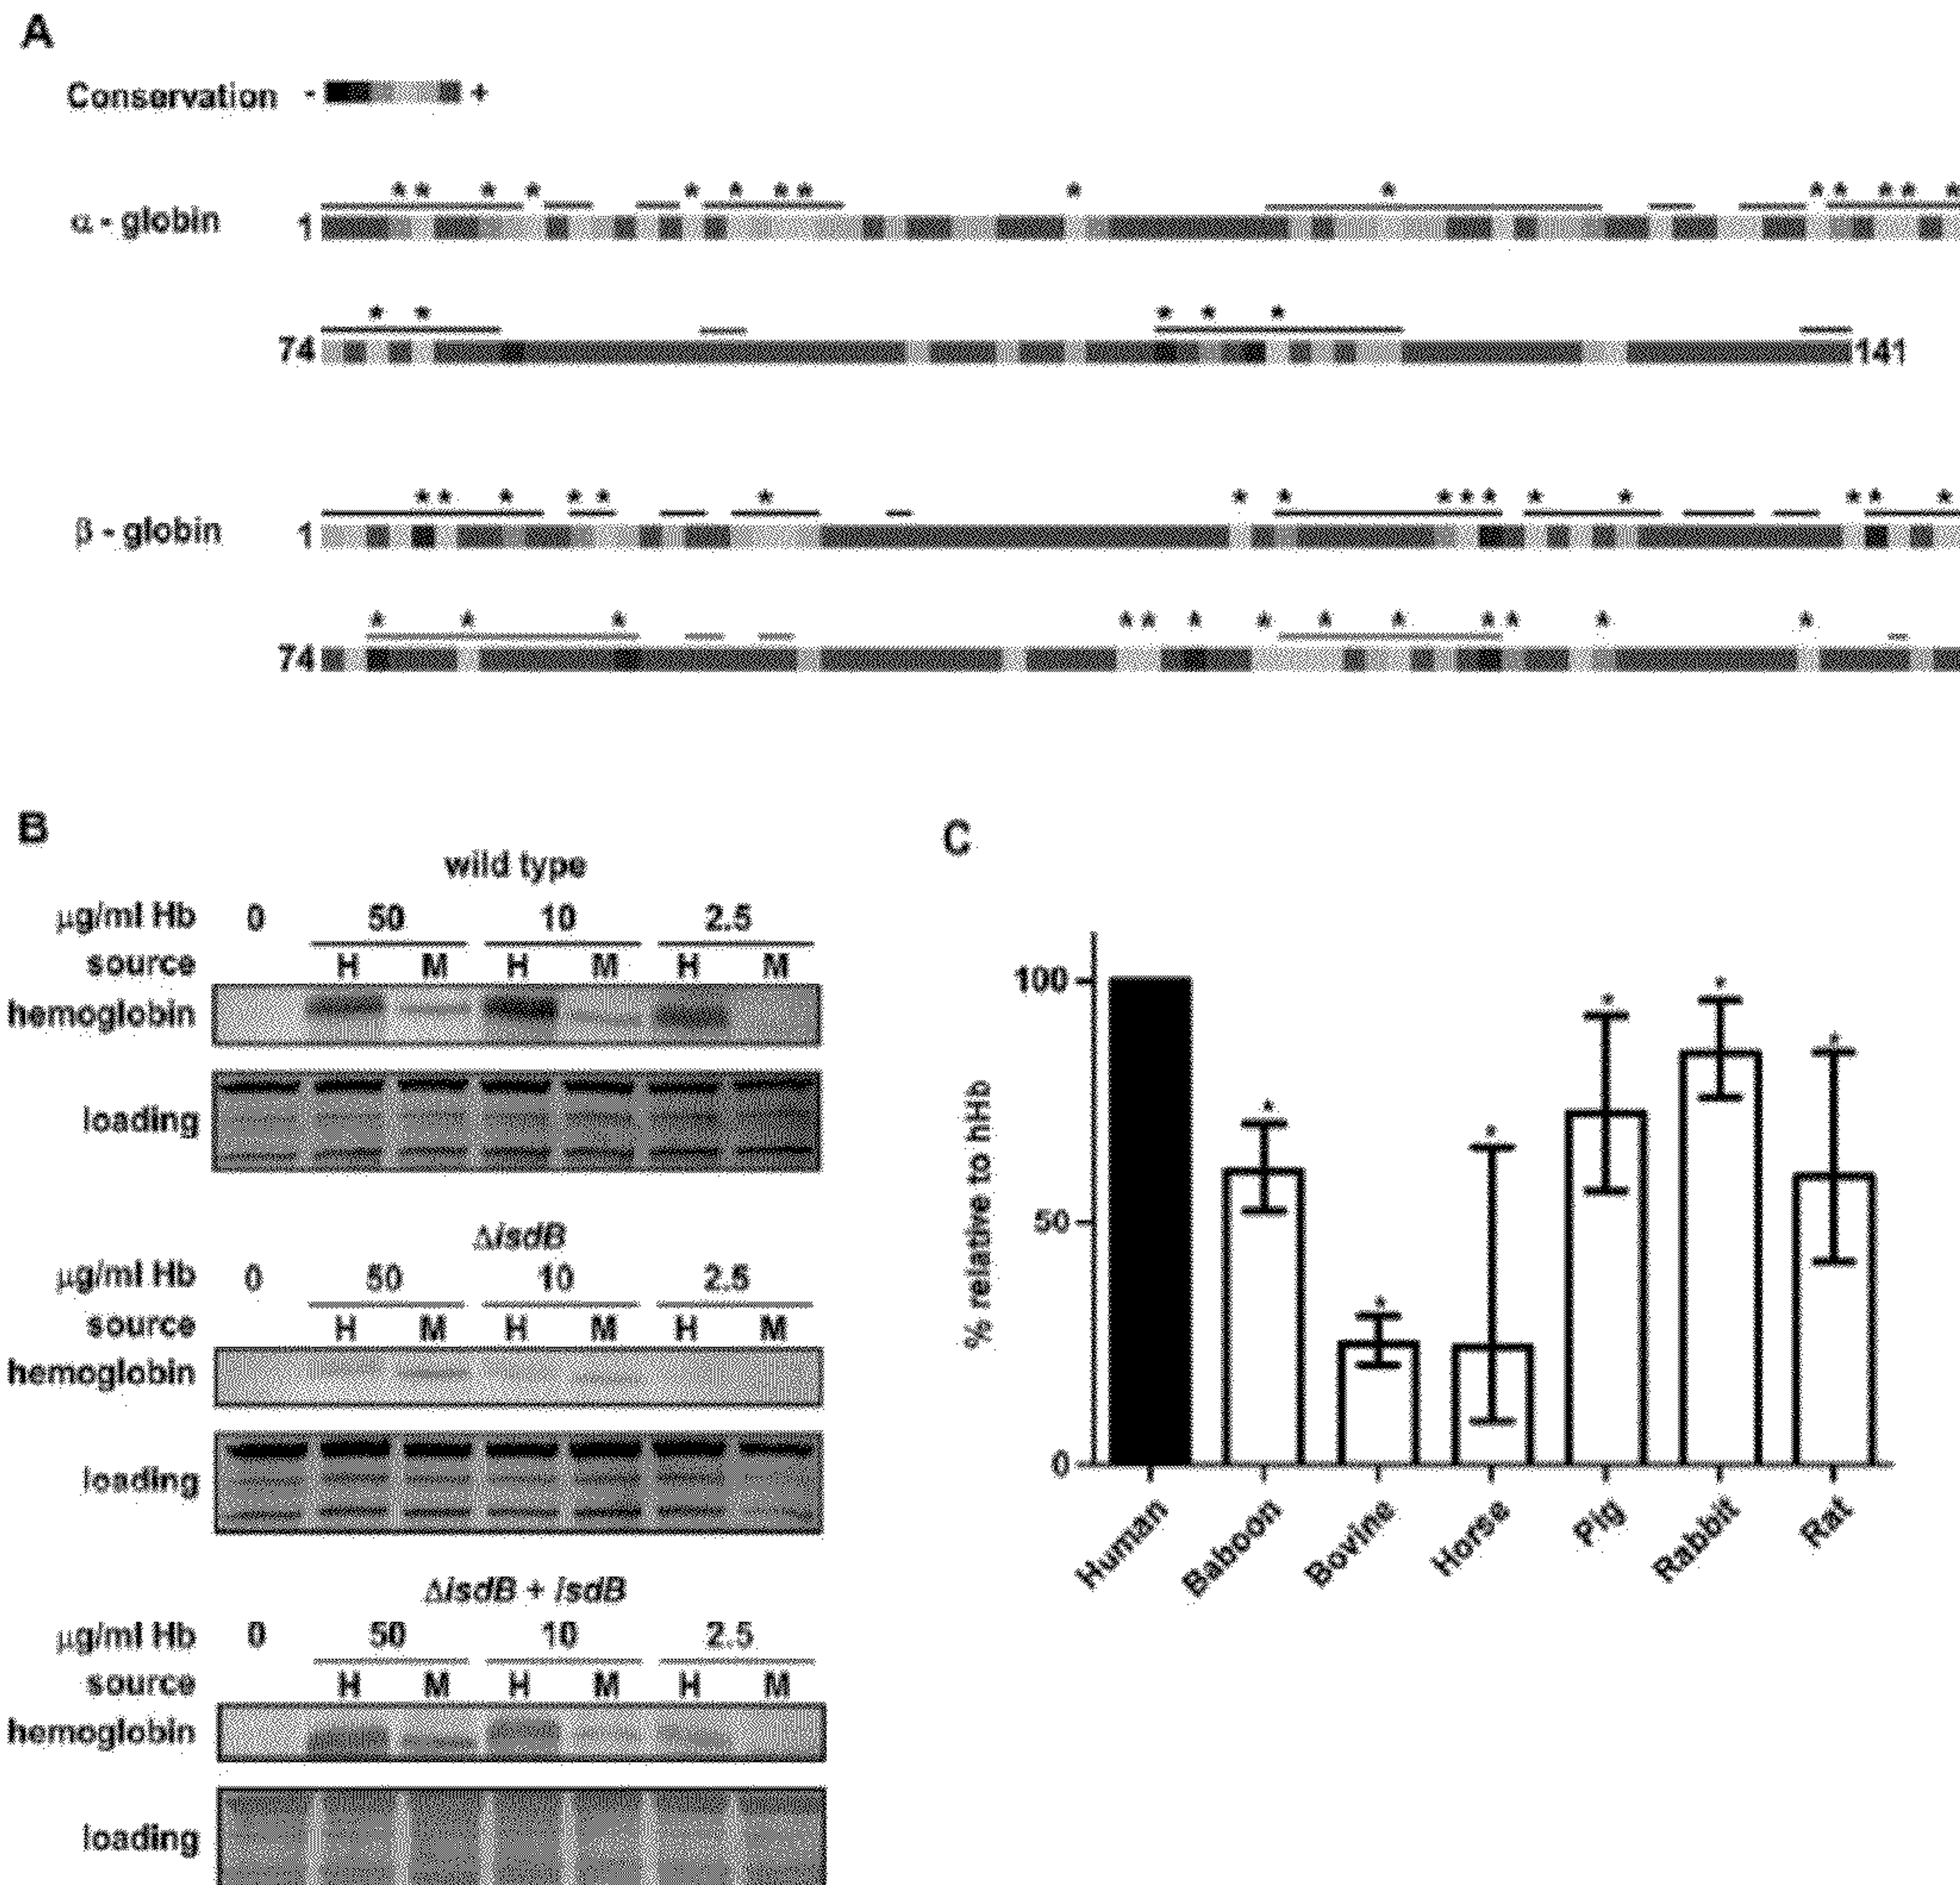 A
Conservation - +
* * * * * * * * * * * * * * *
α - globin 1
* * * * *
74 141
* * * * * * * * * * * * * * * *
β - globin 1
* * * * * * * * * * * * *
74
B
wild type
μg/ml Hb 0 50 10 2.5
source H M H M H M
hemoglobin
loading
ΔisdB
μg/ml Hb 0 50 10 2.5
source H M H M H M
hemoglobin
loading
ΔisdB + isdB
μg/ml Hb 0 50 10 2.5
source H M H M H M
hemoglobin
loading
C
% relative to hHb
100
50
0
* * * * * *
Human Baboon Bovine Horse Pig Rabbit Rat